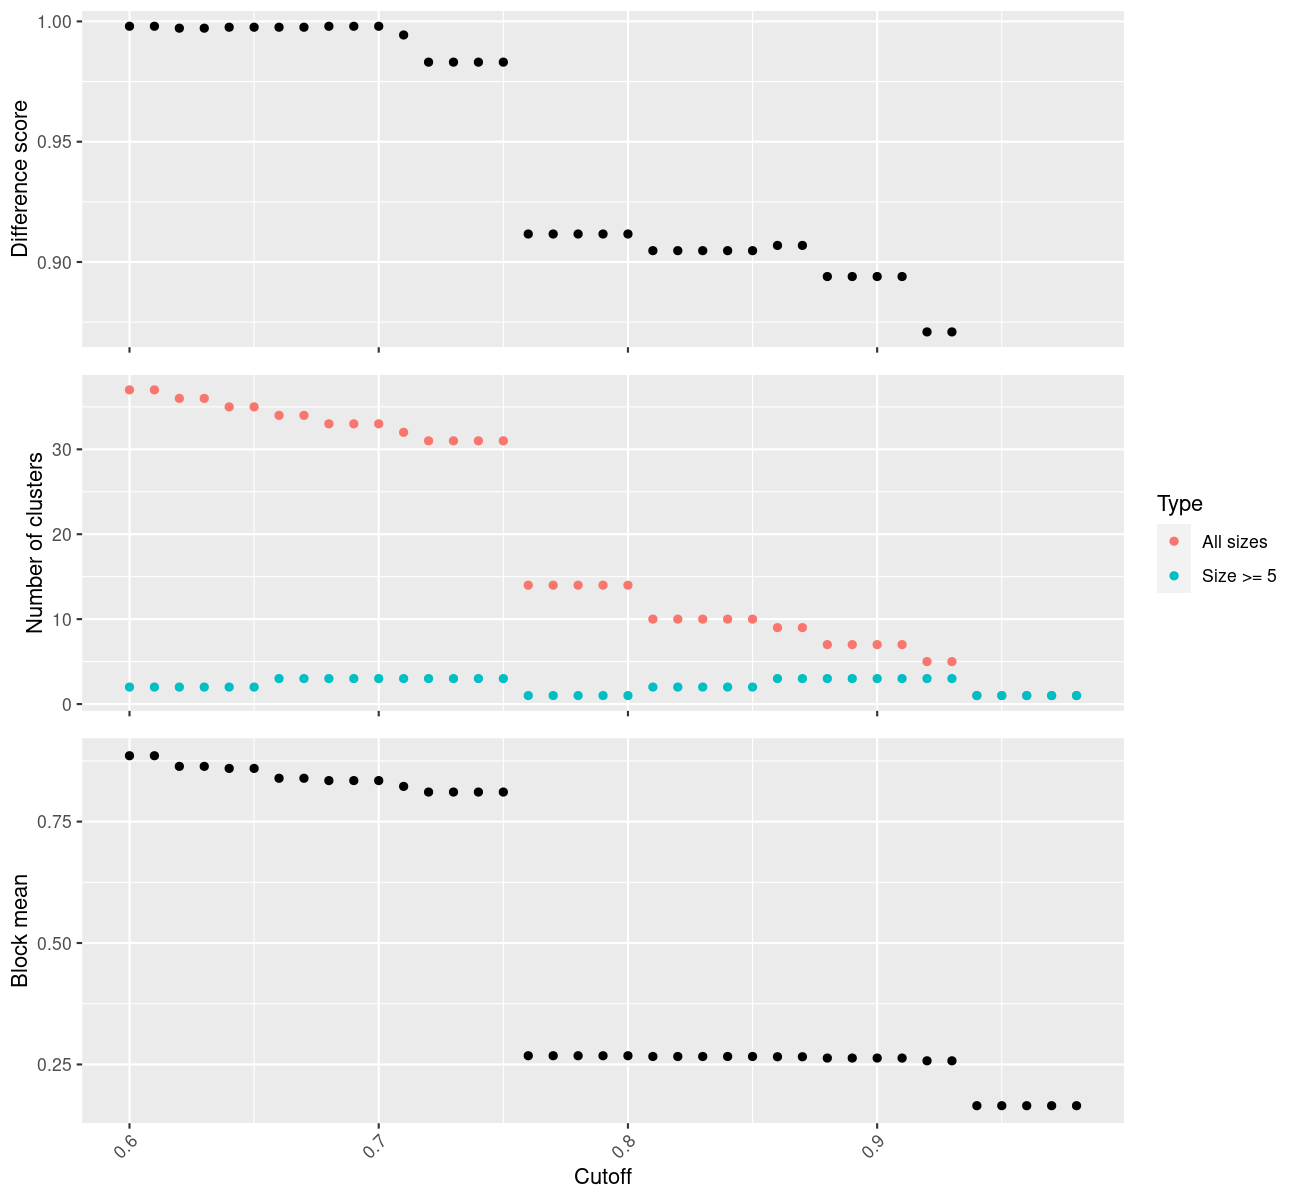 Difference score
1.00
0.95
0.90
Number of clusters
30
20
10
0
Type
All sizes
Size >= 5
Block mean
0.75
0.50
0.25
0.6 0.7 0.8 0.9
Cutoff